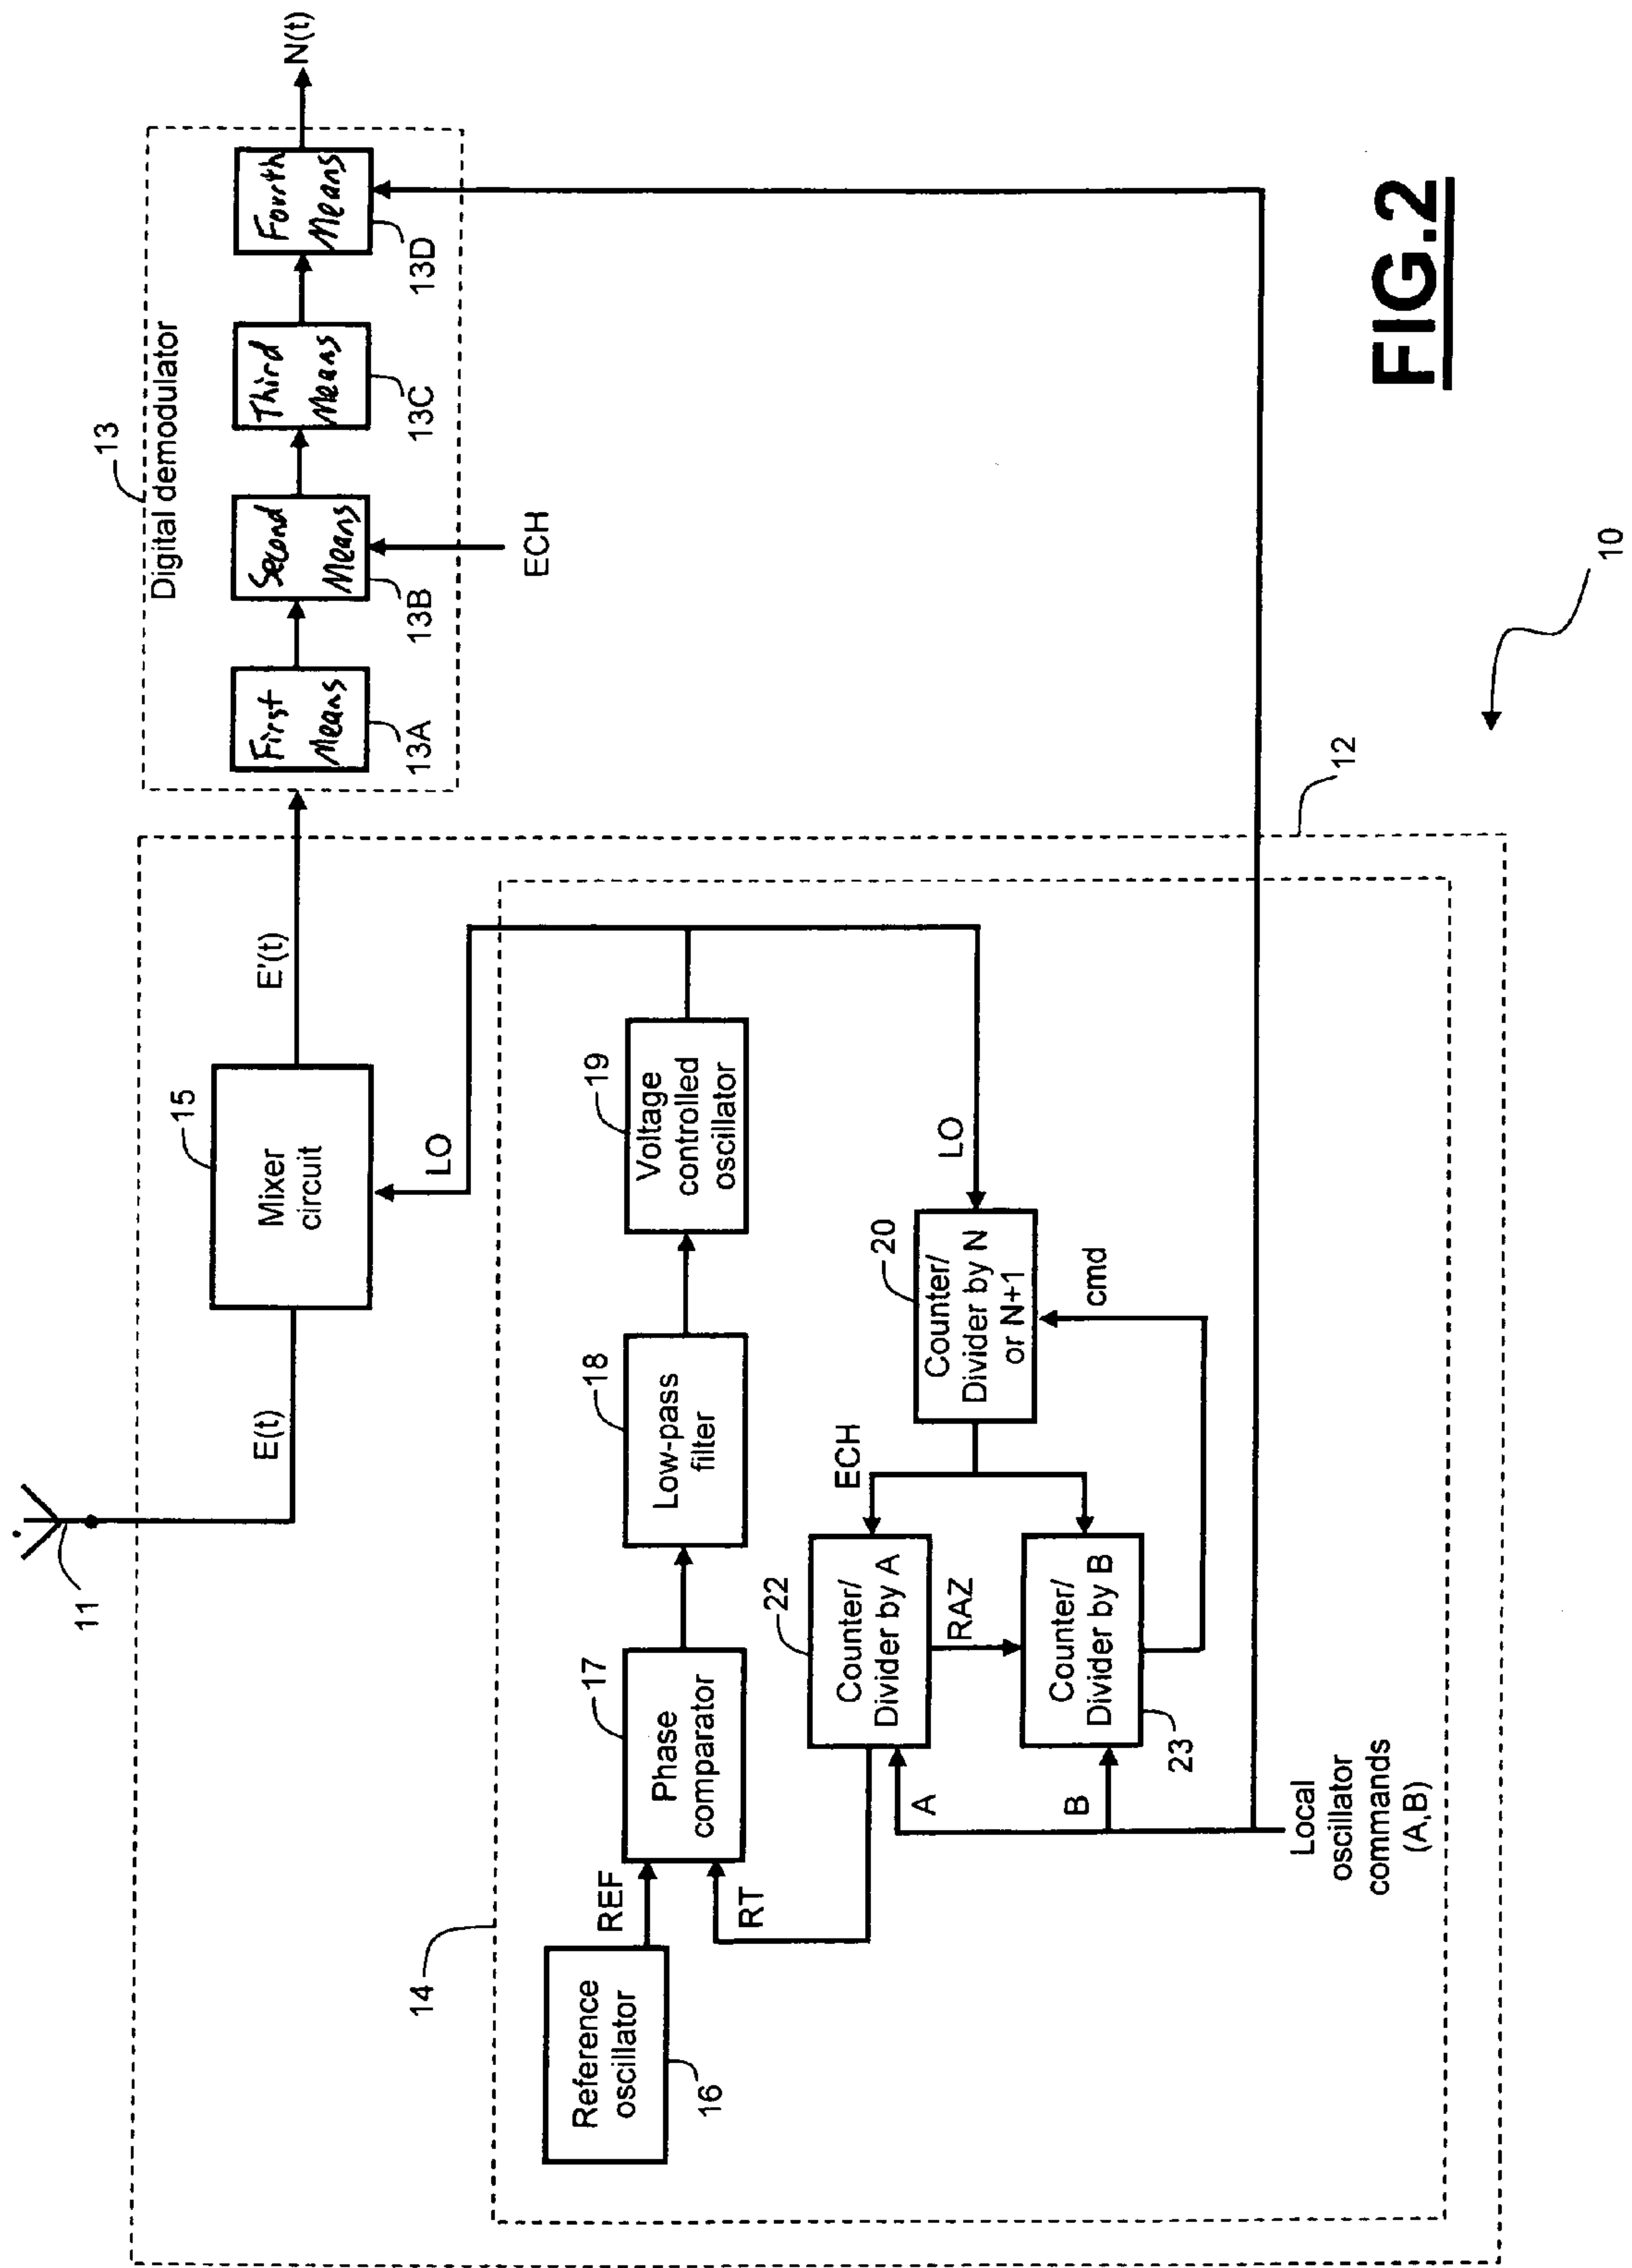 11
E(t)
15
Mixer
circuit
E'(t)
13
Digital demodulator
First
Means
13A
Second
Means
13B
ECH
Third
Means
13C
Fourth
Means
13D
N(t)
LO
14
Reference
oscillator
16
REF
17
Phase
comparator
RT
18
Low-pass
filter
19
Voltage
controlled
oscillator
LO
20
Counter/
Divider by N
or N+1
cmd
ECH
22
Counter/
Divider by A
RAZ
Counter/
Divider by B
23
A
B
Local
oscillator
commands
(A,B)
12
10
FIG.2